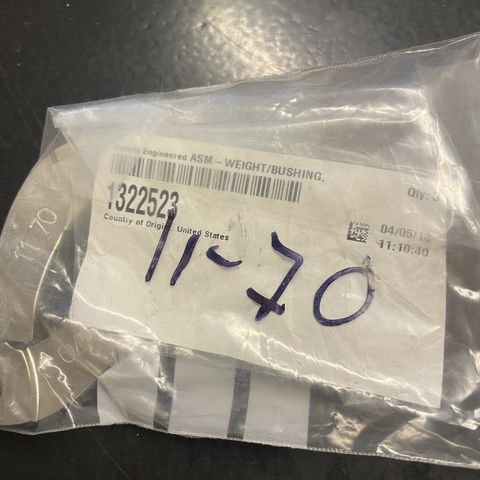 Polaris Engineered ASM - WEIGHT/BUSHING,
1322523
Qty: 3
Country of Origin: United States
04/05/18
11:10:40
11-70
11 70